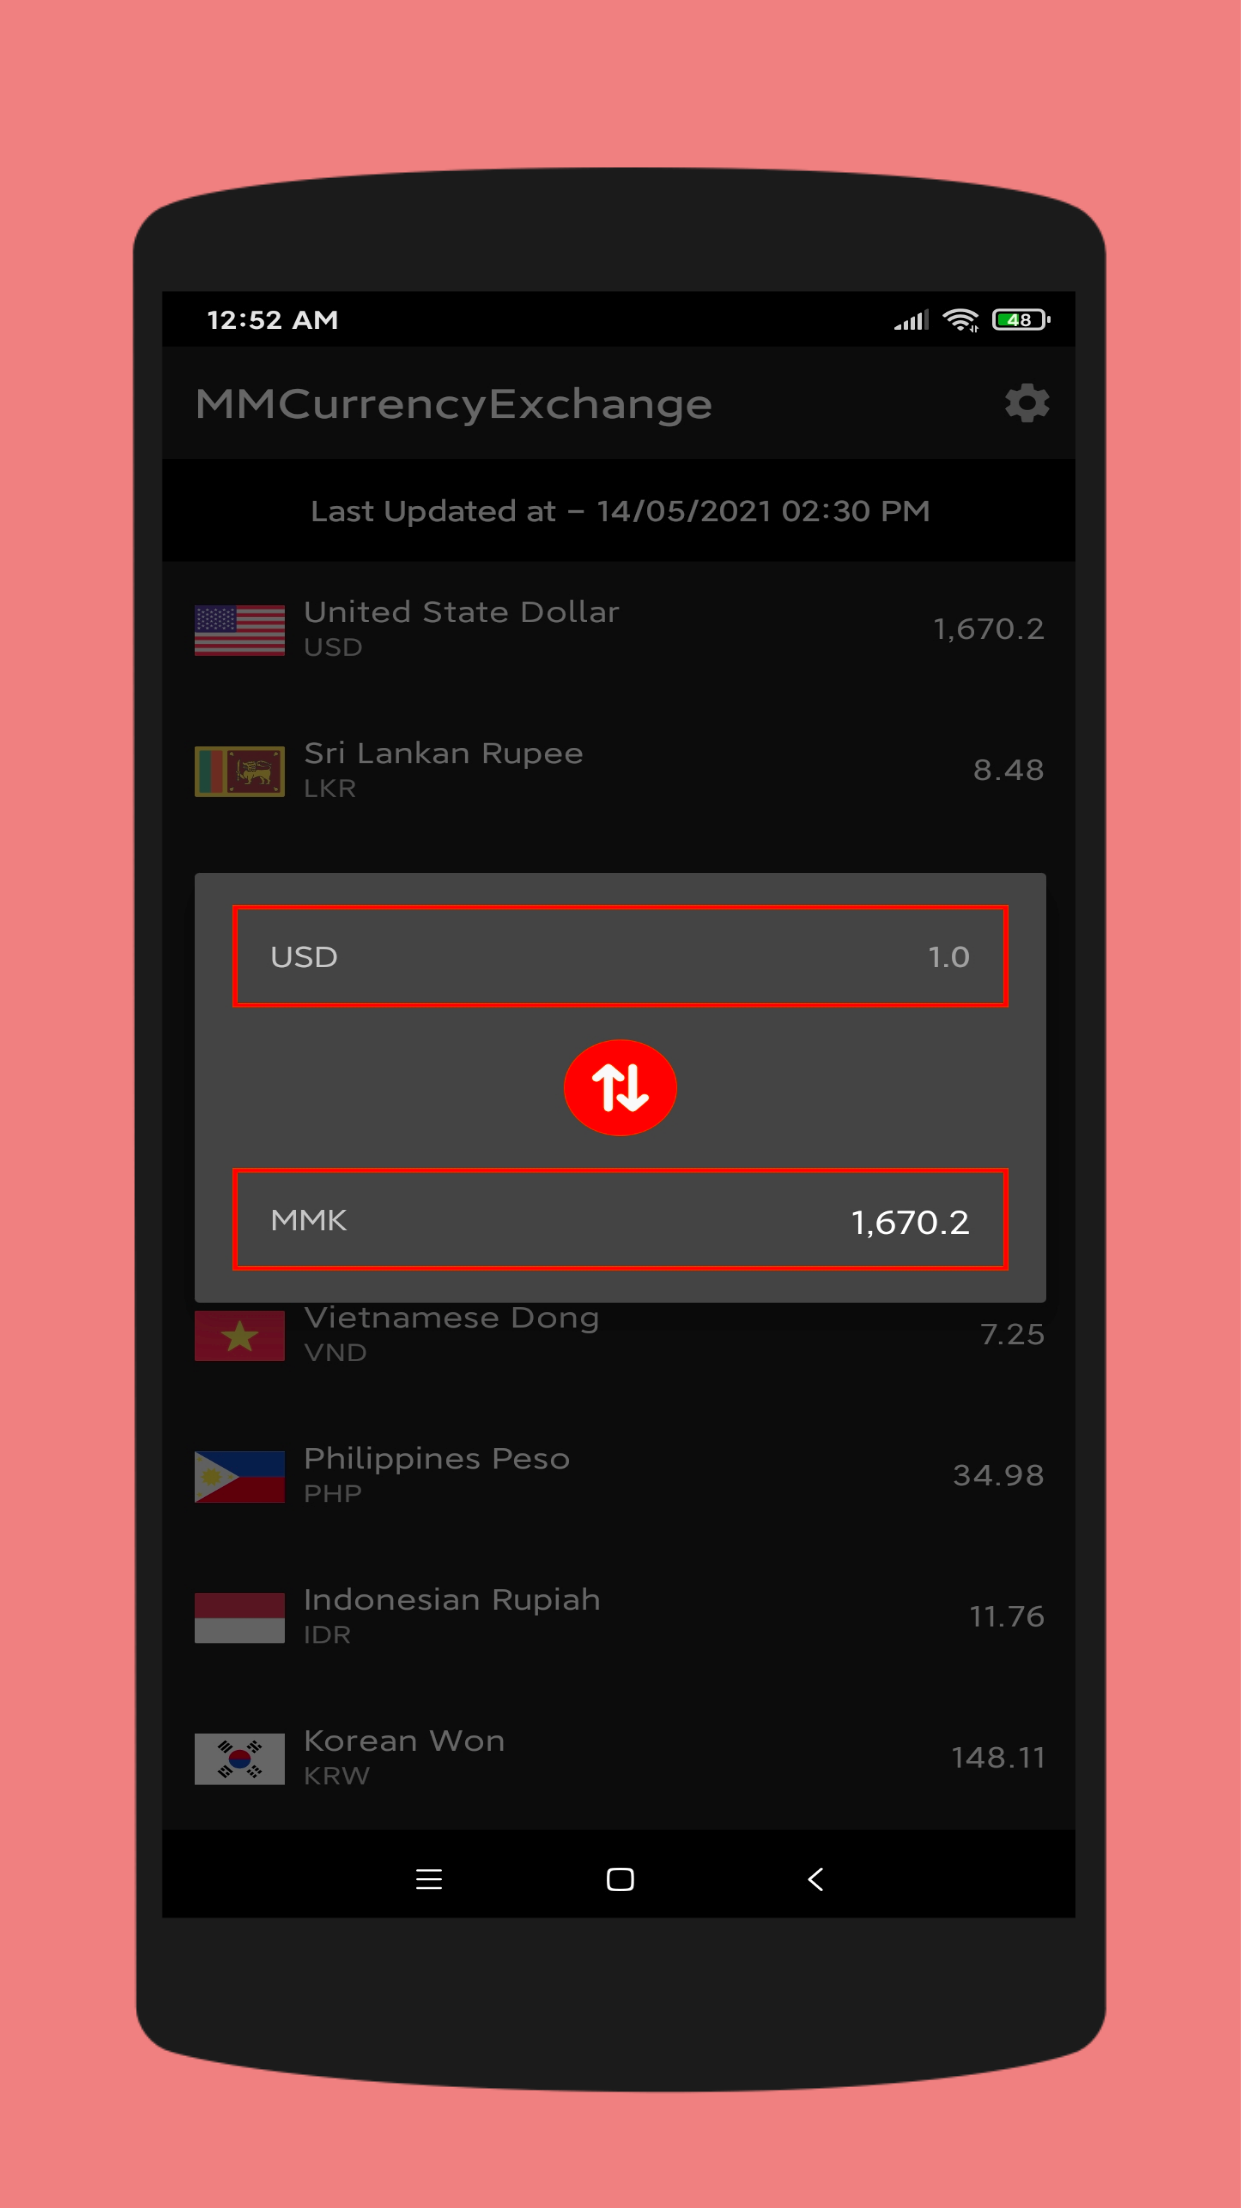 12:52 AM 48
MMCurrencyExchange
Last Updated at – 14/05/2021 02:30 PM
United State Dollar
USD
1,670.2
Sri Lankan Rupee
LKR
8.48
USD 1.0
MMK 1,670.2
Vietnamese Dong
VND
7.25
Philippines Peso
PHP
34.98
Indonesian Rupiah
IDR
11.76
Korean Won
KRW
148.11